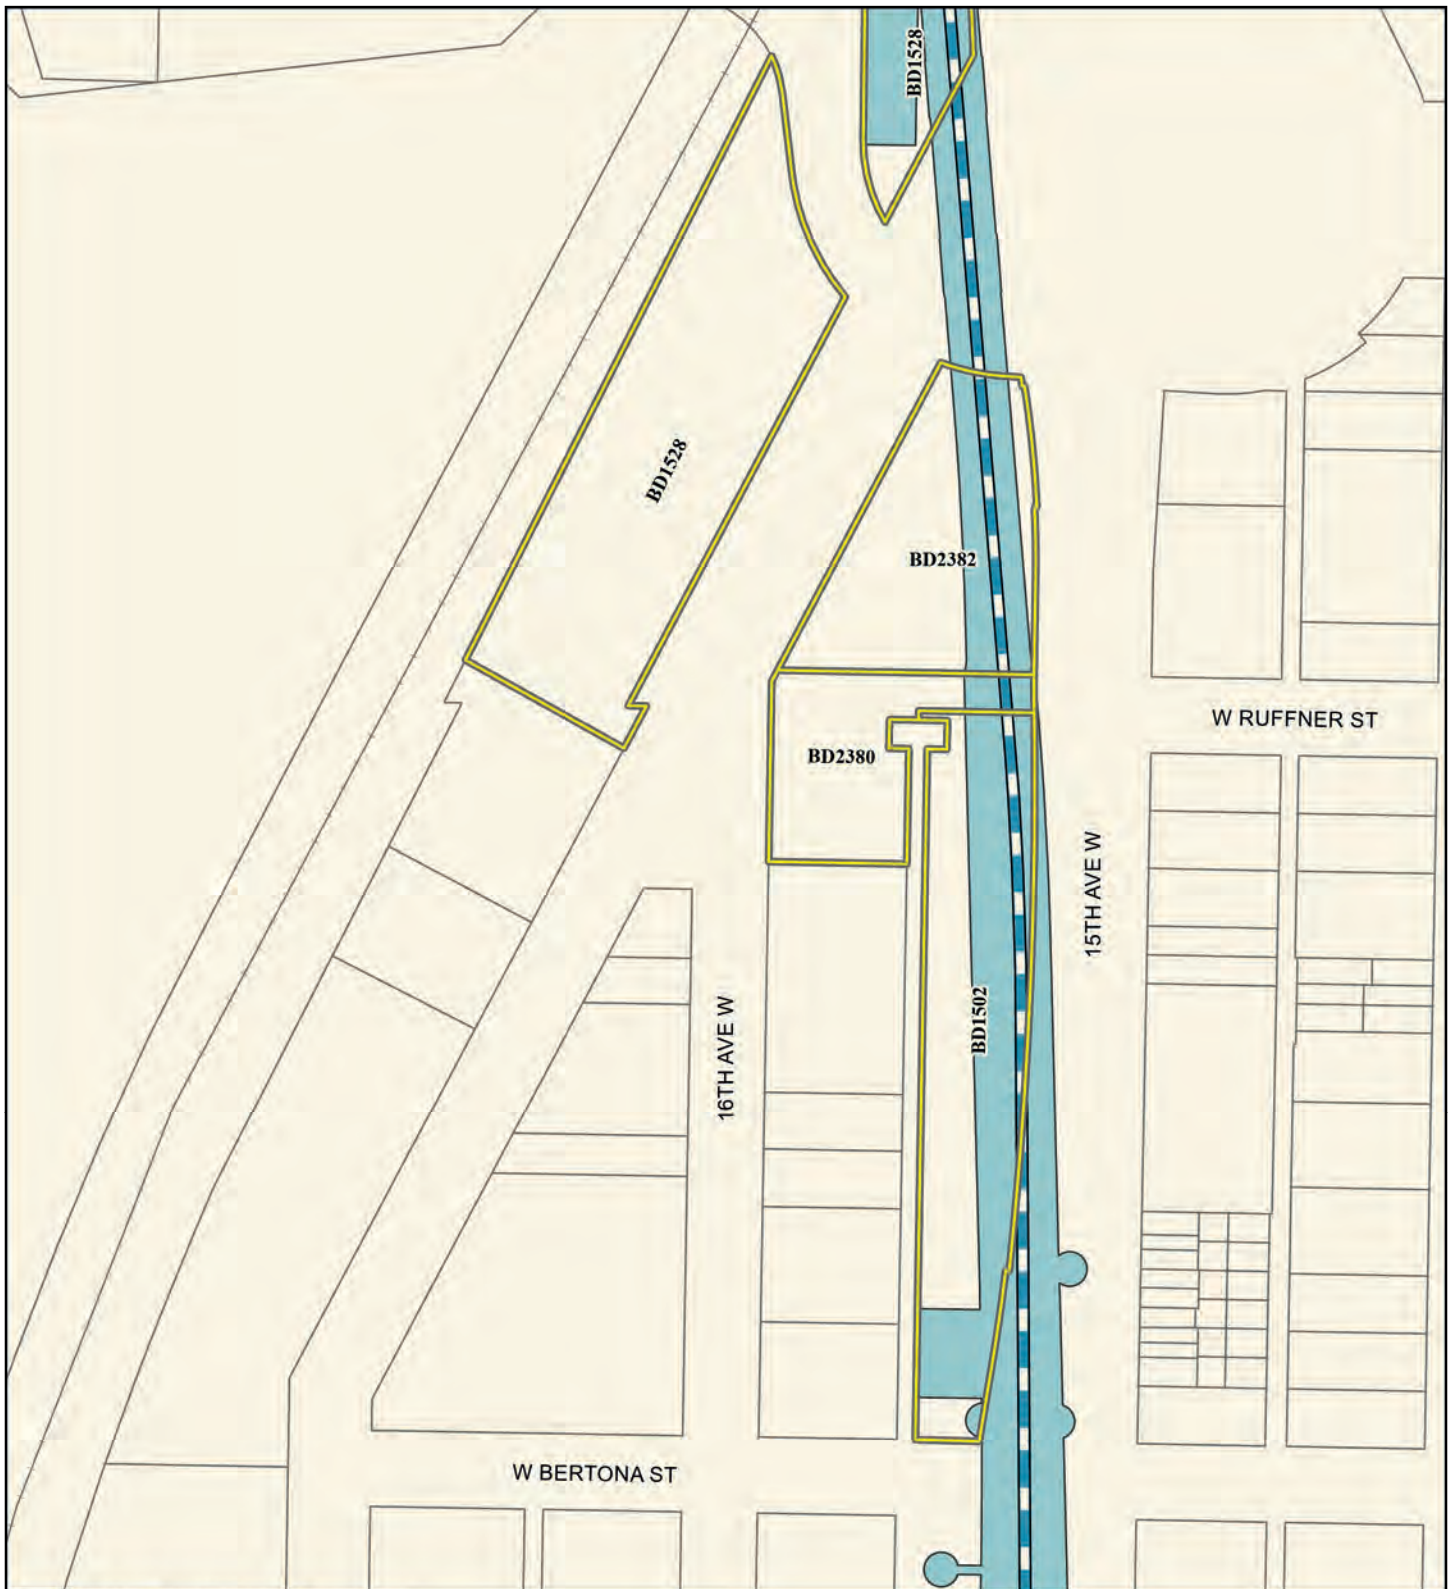 BD1528
BD1528
BD2382
W RUFFNER ST
BD2380
15TH AVE W
BD1502
16TH AVE W
W BERTONA ST